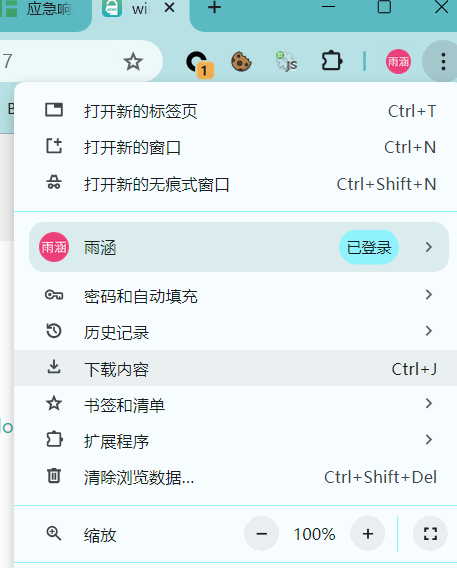 应急响
wi
7
1
js
雨涵
B
打开新的标签页 Ctrl+T
打开新的窗口 Ctrl+N
打开新的无痕式窗口 Ctrl+Shift+N
雨涵 雨涵 已登录
密码和自动填充
历史记录
下载内容 Ctrl+J
lo
书签和清单
扩展程序
清除浏览数据... Ctrl+Shift+Del
缩放 100%